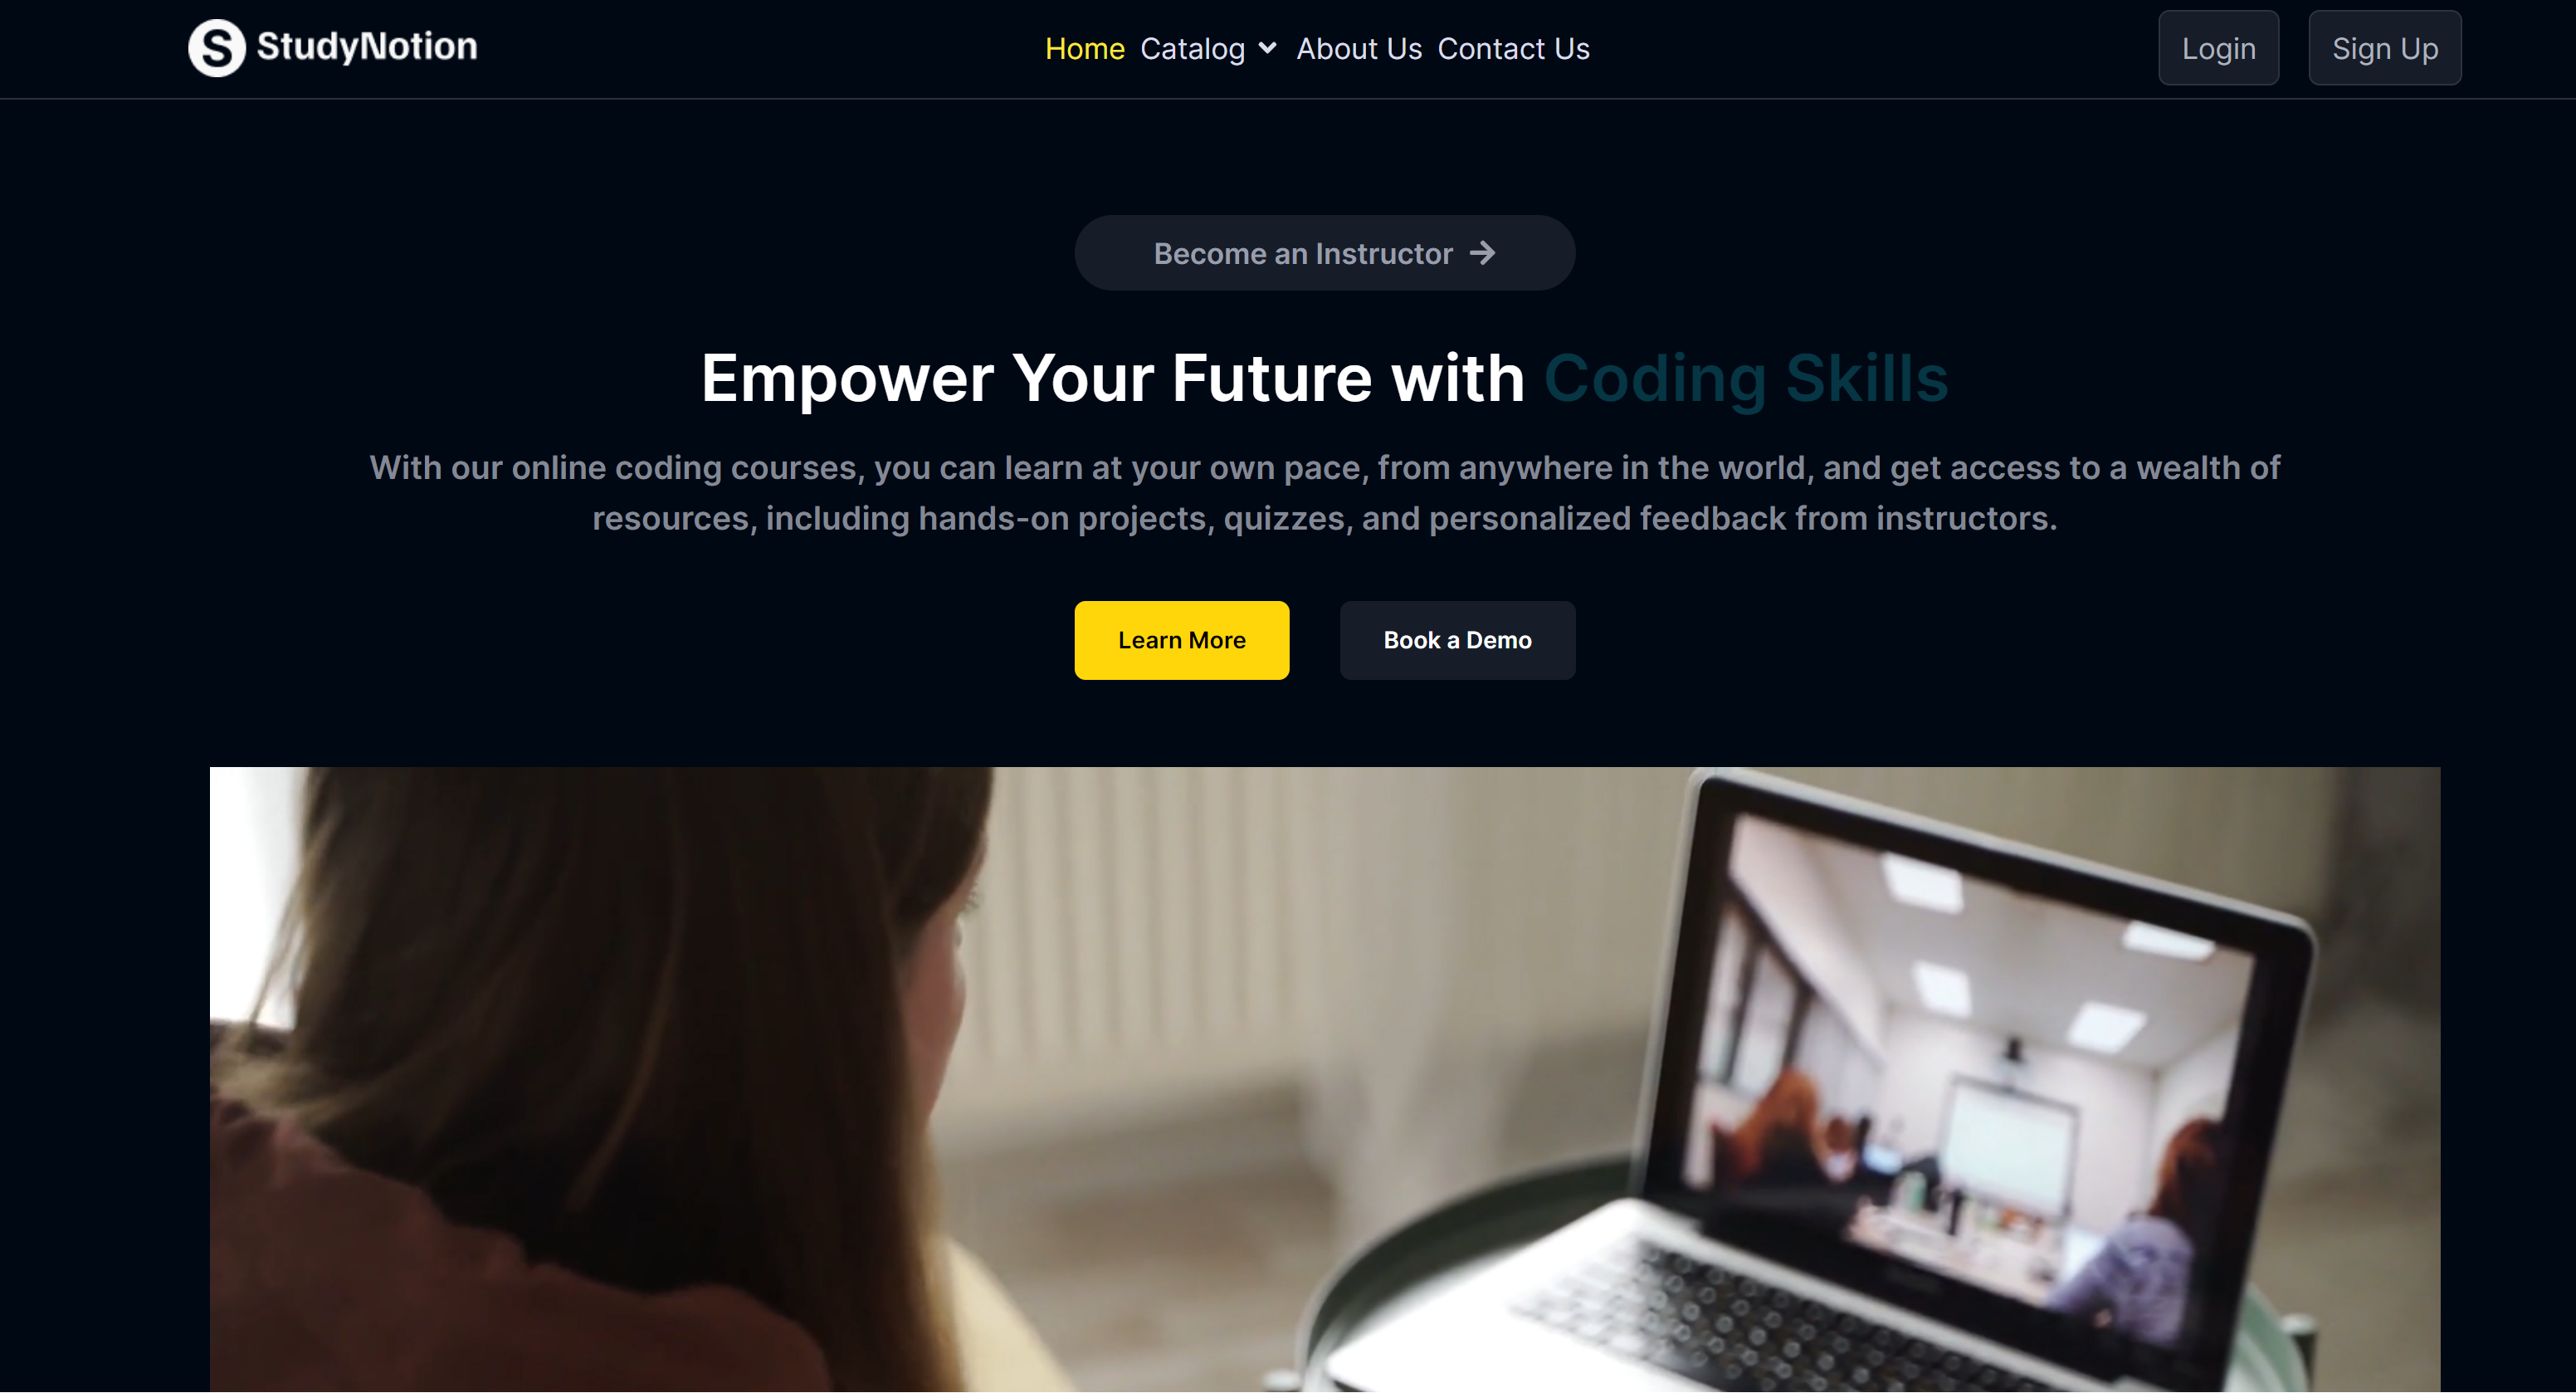 StudyNotion
Home Catalog About Us Contact Us
Login
Sign Up
Become an Instructor
Empower Your Future with Coding Skills
With our online coding courses, you can learn at your own pace, from anywhere in the world, and get access to a wealth of
resources, including hands-on projects, quizzes, and personalized feedback from instructors.
Learn More
Book a Demo